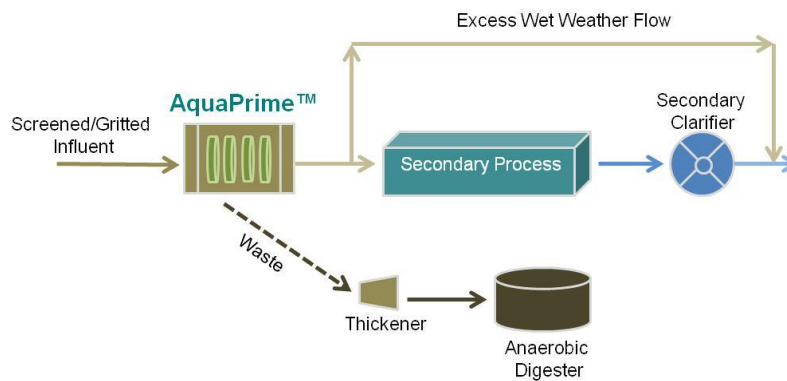 Excess Wet Weather Flow
AquaPrime™
Screened/Gritted
Influent
Secondary
Clarifier
Secondary Process
Waste
Thickener
Anaerobic
Digester